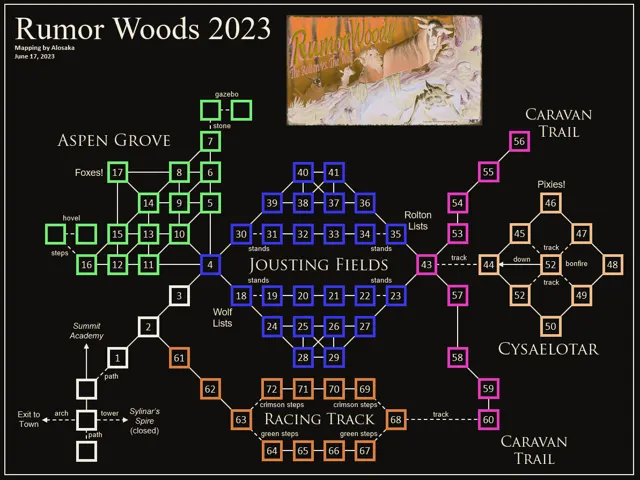 Rumor Woods 2023
Mapping by Alosaka
June 17, 2023
Rumor Woods
gazebo
stone
ASPEN GROVE
7
Foxes!
17
8
6
14
9
5
hovel
15
13
10
steps
16
12
11
4
3
2
1
Summit
Academy
path
Exit to
Town
arch
tower
Sylinar's
Spire
(closed)
path
40
41
39
38
37
36
30
31
32
33
34
35
stands
stands
Rolton
Lists
JOUSTING FIELDS
stands
stands
18
19
20
21
22
23
Wolf
Lists
24
25
26
27
28
29
CARAVAN
TRAIL
56
55
54
53
43
track
57
58
59
60
CARAVAN
TRAIL
Pixies!
46
45
47
track
44
down
52
bonfire
48
track
52
49
50
CYSAELOTAR
61
62
63
72
71
70
69
crimson steps
crimson steps
RACING TRACK
68
track
green steps
green steps
64
65
66
67